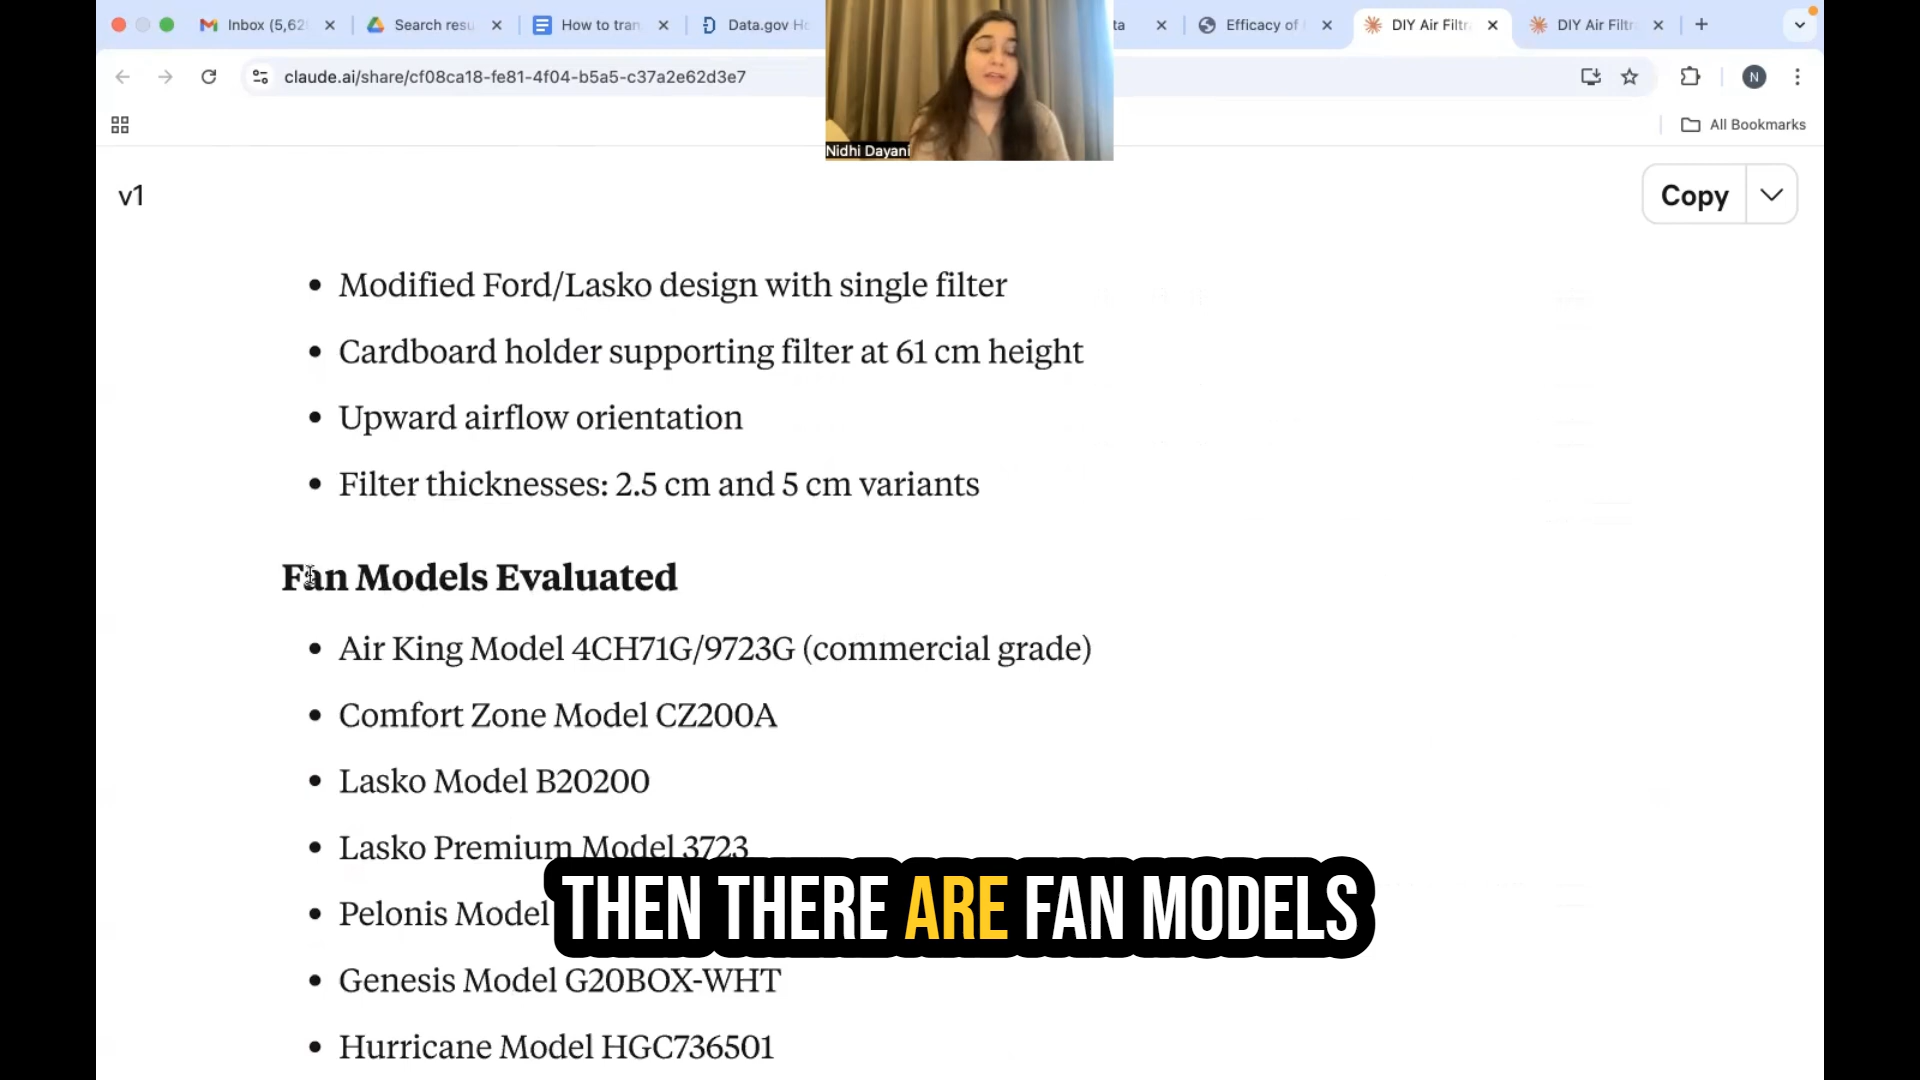 Inbox (5,62
Search resu
How to tran
Data.gov Ho
ta
Efficacy of
DIY Air Filtr
DIY Air Filtr
claude.ai/share/cf08ca18-fe81-4f04-b5a5-c37a2e62d3e7
N
All Bookmarks
Nidhi Dayani
v1
Copy
• Modified Ford/Lasko design with single filter
• Cardboard holder supporting filter at 61 cm height
• Upward airflow orientation
• Filter thicknesses: 2.5 cm and 5 cm variants
Fan Models Evaluated
• Air King Model 4CH71G/9723G (commercial grade)
• Comfort Zone Model CZ200A
• Lasko Model B20200
• Lasko Premium Model 3723
• Pelonis Model
THEN THERE ARE FAN MODELS
• Genesis Model G20BOX-WHT
• Hurricane Model HGC736501